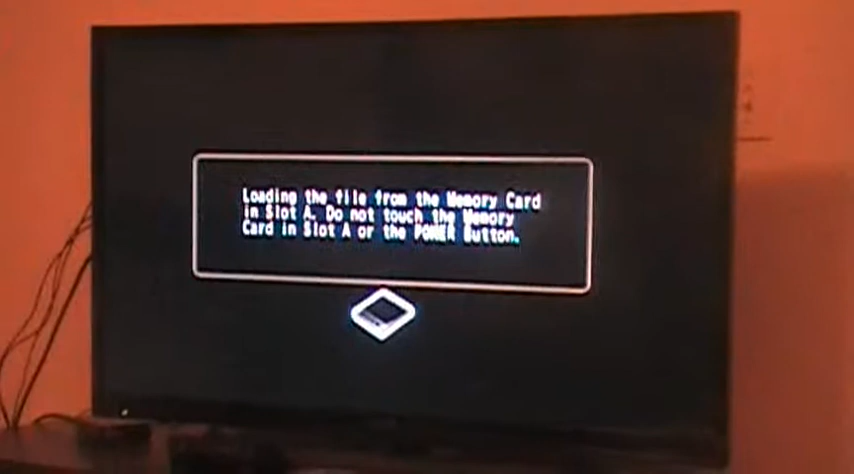 Loading the file from the Memory Card
in Slot A. Do not touch the Memory
Card in Slot A or the POWER Button.